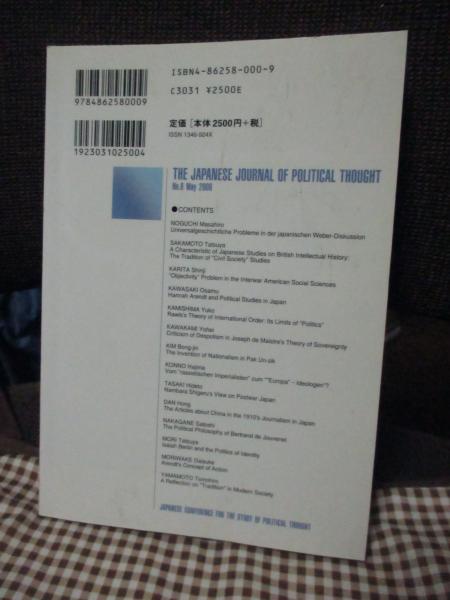 ISBN4-86258-000-9
C3031 ¥2500E
9784862580009
定価[本体2500円+税]
ISSN 1346-924X
1923031025004
THE JAPANESE JOURNAL OF POLITICAL THOUGHT
No.6 May 2006
●CONTENTS
NOGUCHI Masahiro
Universalgeschichtliche Probleme in der japanischen Weber-Diskussion
SAKAMOTO Tatsuya
A Characteristic of Japanese Studies on British Intellectual History:
The Tradition of "Civil Society" Studies
KARITA Shinji
"Objectivity" Problem in the Interwar American Social Sciences
KAWASAKI Osamu
Hannah Arendt and Political Studies in Japan
KAMISHIMA Yuko
Rawls's Theory of International Order: Its Limits of "Politics"
KAWAKAMI Yohei
Criticism of Despotism in Joseph de Maistre's Theory of Sovereignty
KIM Bong-jin
The Invention of Nationalism in Pak Un-sik
KONNO Hajime
Vom "rassistischen Imperialisten" zum "'Europa' - Ideologen"?
TASAKI Hideto
Nambara Shigeru's View on Postwar Japan
DAN Hong
The Articles about China in the 1910's Journalism in Japan
NAKAGANE Satoshi
The Political Philosophy of Bertrand de Jouvenel
MORI Tatsuya
Isaiah Berlin and the Politics of Identity
MORIWAKE Daisuke
Arendt's Concept of Action
YAMAMOTO Tomohiro
A Reflection on "Tradition" in Modern Society
JAPANESE CONFERENCE FOR THE STUDY OF POLITICAL THOUGHT